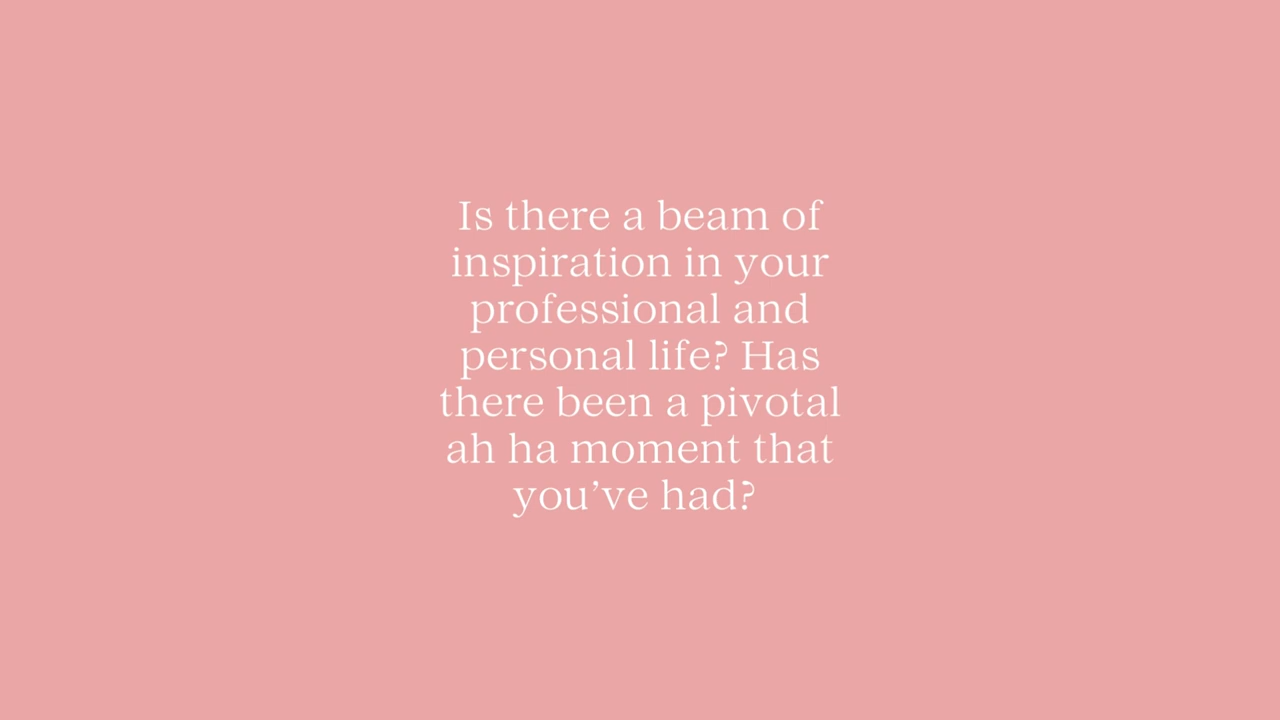 Is there a beam of
inspiration in your
professional and
personal life? Has
there been a pivotal
ah ha moment that
you’ve had?